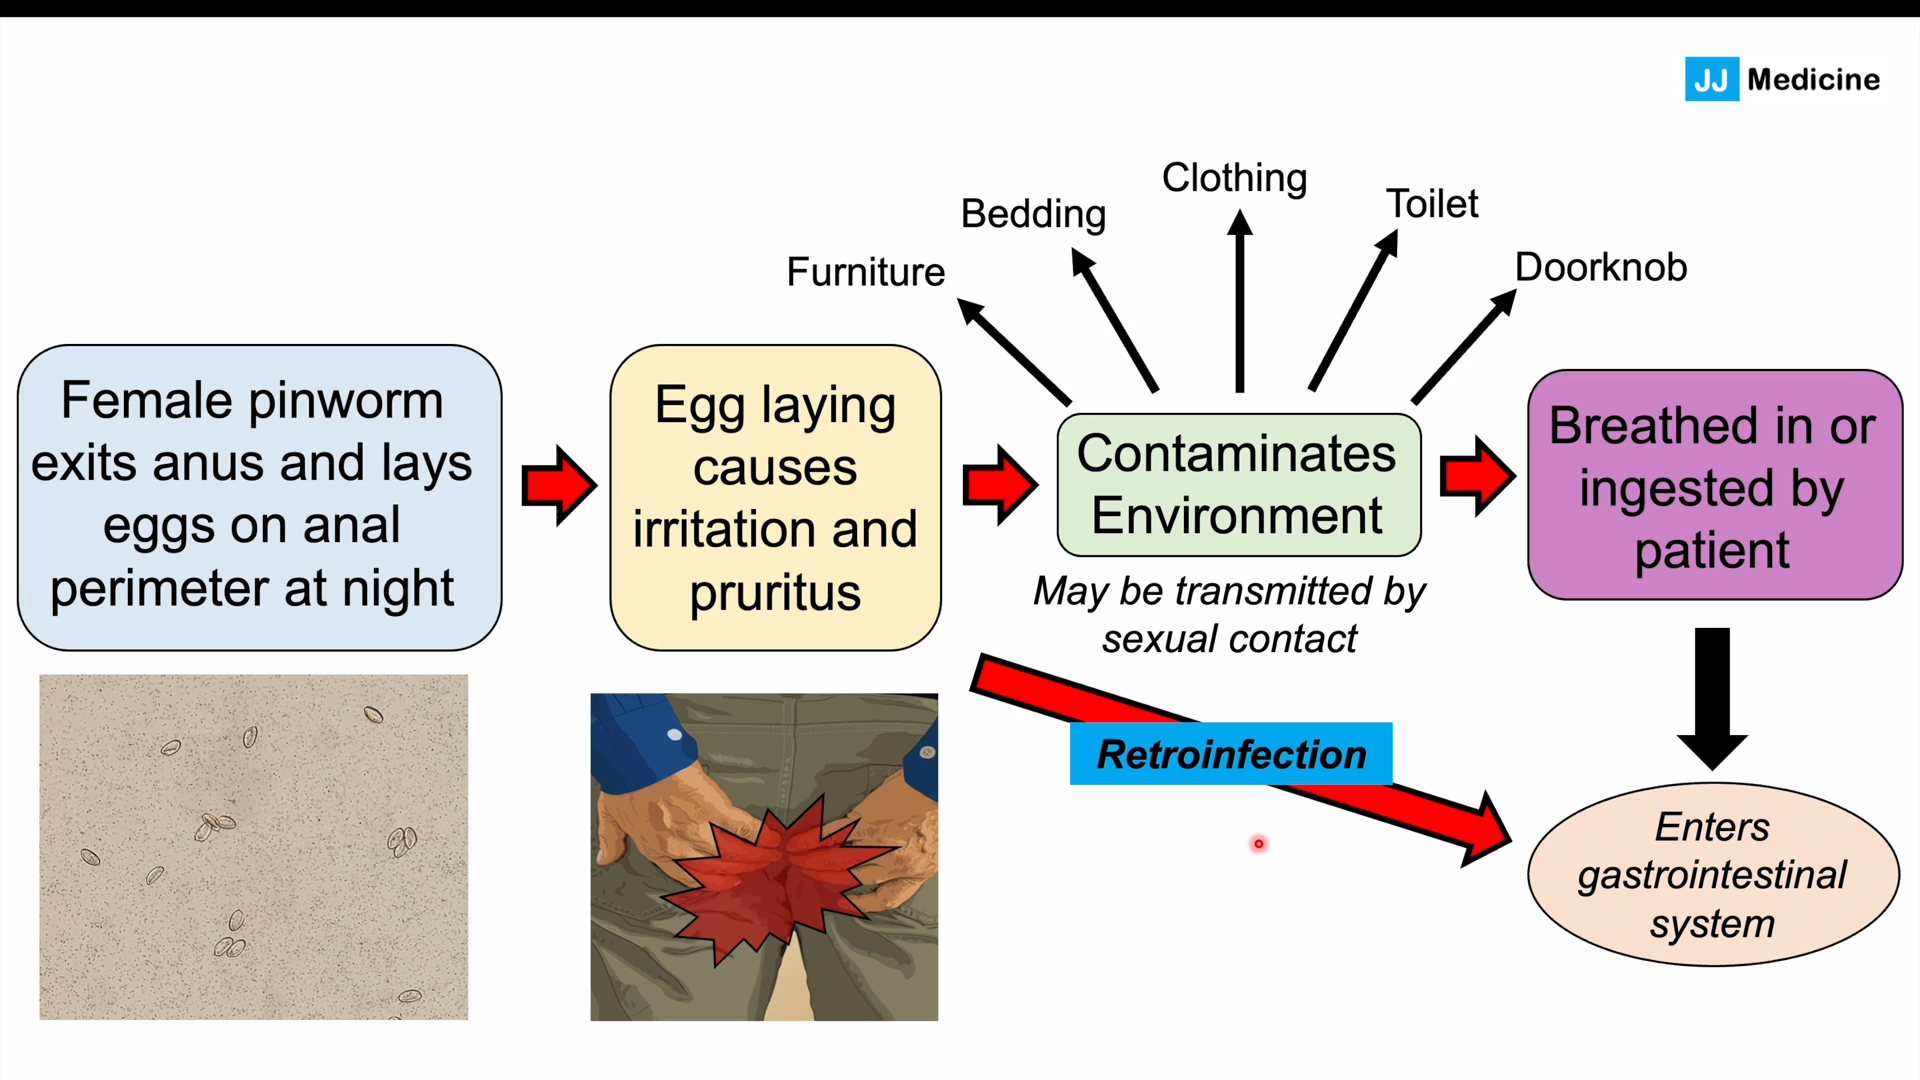 JJ Medicine
Clothing
Toilet
Bedding
Doorknob
Furniture
Female pinworm
exits anus and lays
eggs on anal
perimeter at night
Egg laying
causes
irritation and
pruritus
Contaminates
Environment
May be transmitted by
sexual contact
Breathed in or
ingested by
patient
Retroinfection
Enters
gastrointestinal
system